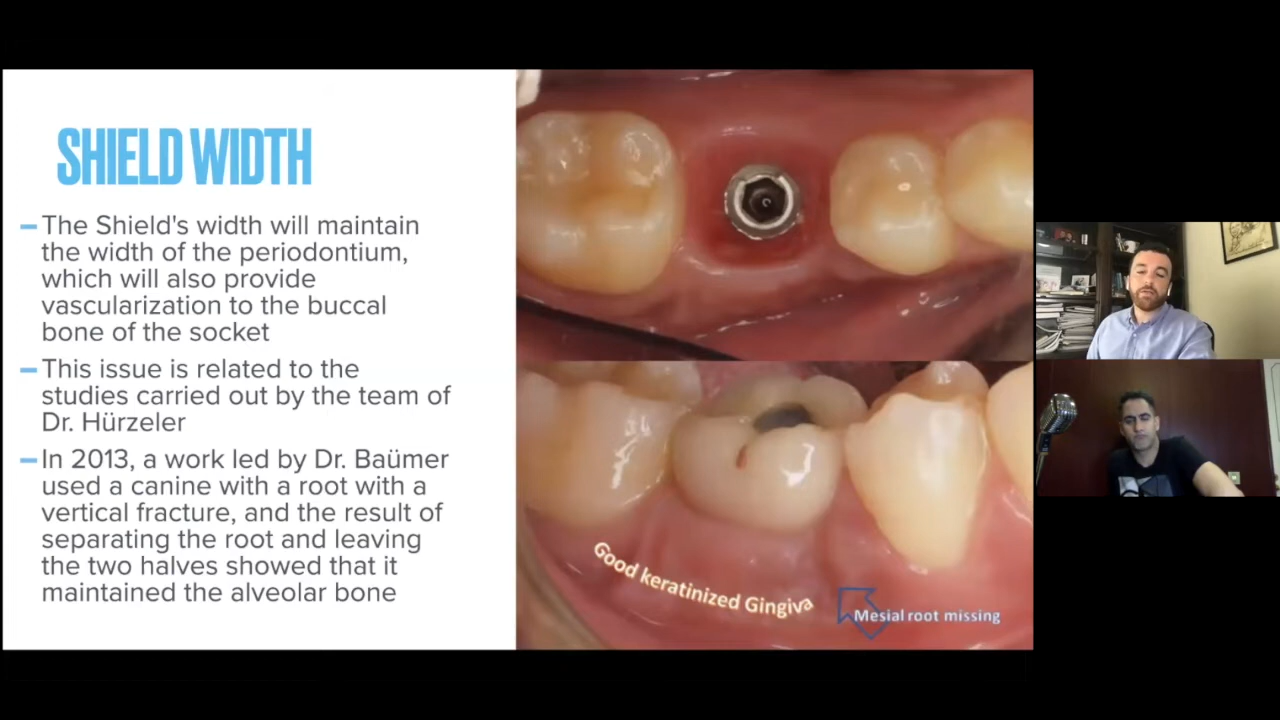 SHIELD WIDTH
The Shield's width will maintain
the width of the periodontium,
which will also provide
vascularization to the buccal
bone of the socket
This issue is related to the
studies carried out by the team of
Dr. Hürzeler
In 2013, a work led by Dr. Baümer
used a canine with a root with a
vertical fracture, and the result of
separating the root and leaving
the two halves showed that it
maintained the alveolar bone
Good keratinized Gingiva
Mesial root missing